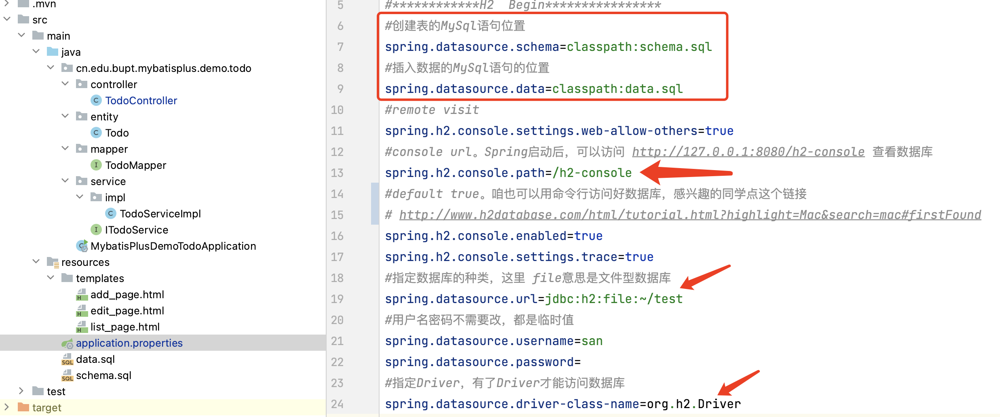 .mvn
src
main
java
cn.edu.bupt.mybatisplus.demo.todo
controller
TodoController
entity
Todo
mapper
TodoMapper
service
impl
TodoServiceImpl
ITodoService
MybatisPlusDemoTodoApplication
resources
templates
add_page.html
edit_page.html
list_page.html
application.properties
data.sql
schema.sql
test
target
5 #************H2  Begin****************
6 #创建表的MySql语句位置
7 spring.datasource.schema=classpath:schema.sql
8 #插入数据的MySql语句的位置
9 spring.datasource.data=classpath:data.sql
10 #remote visit
11 spring.h2.console.settings.web-allow-others=true
12 #console url。Spring启动后，可以访问 http://127.0.0.1:8080/h2-console 查看数据库
13 spring.h2.console.path=/h2-console
14 #default true。咱也可以用命令行访问好数据库，感兴趣的同学点这个链接
15 # http://www.h2database.com/html/tutorial.html?highlight=Mac&search=mac#firstFound
16 spring.h2.console.enabled=true
17 spring.h2.console.settings.trace=true
18 #指定数据库的种类，这里 file意思是文件型数据库
19 spring.datasource.url=jdbc:h2:file:~/test
20 #用户名密码不需要改，都是临时值
21 spring.datasource.username=san
22 spring.datasource.password=
23 #指定Driver，有了Driver才能访问数据库
24 spring.datasource.driver-class-name=org.h2.Driver